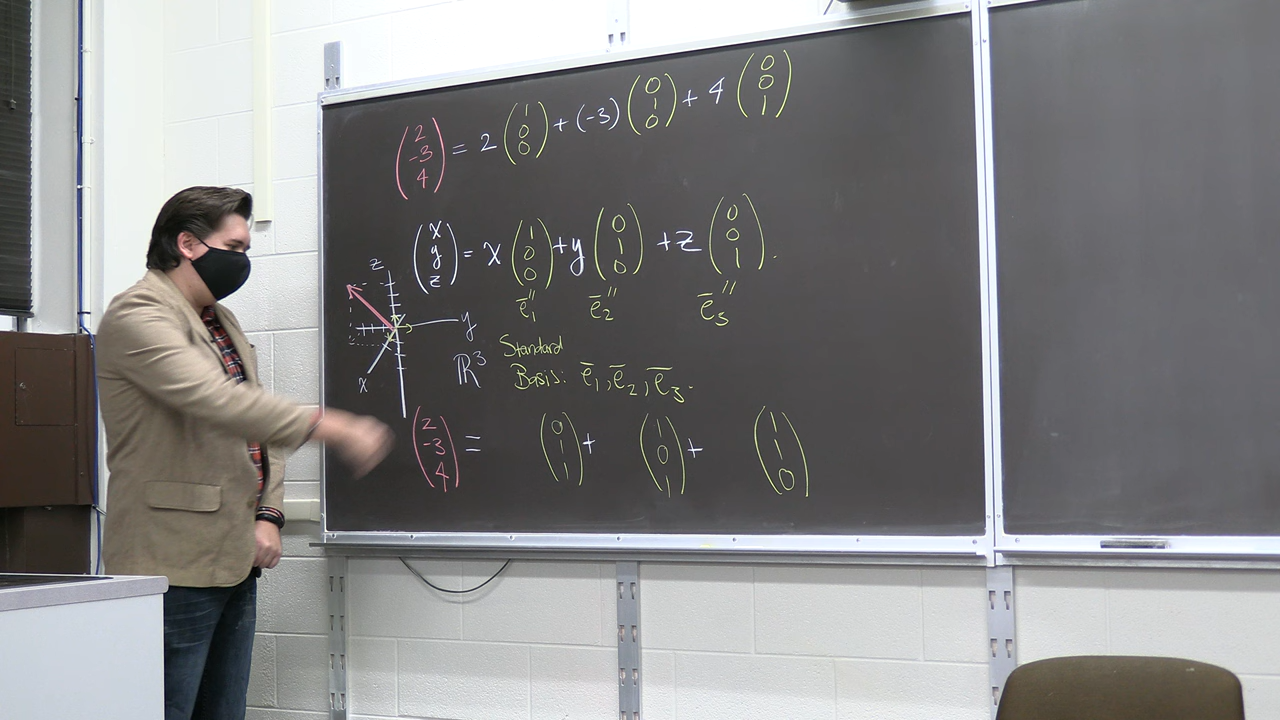 (2 -3 4) = 2 (1 0 0) + (-3) (0 1 0) + 4 (0 0 1)
(x y z) = x (1 0 0) + y (0 1 0) + z (0 0 1).
z
y
x
ē₁ ē₂ ē₃
ℝ³
Standard
Basis: ē₁, ē₂, ē₃.
(2 -3 4) = (0 1 1) + (1 0 1) + (1 1 0)